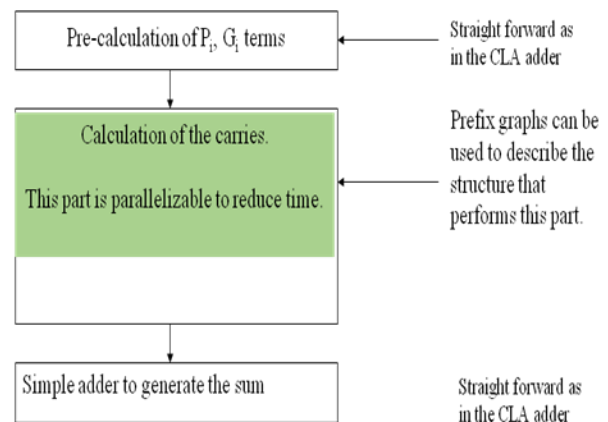 Pre-calculation of Pi, Gi terms
Straight forward as
in the CLA adder
Calculation of the carries.
This part is parallelizable to reduce time.
Prefix graphs can be
used to describe the
structure that
performs this part.
Simple adder to generate the sum
Straight forward as
in the CLA adder